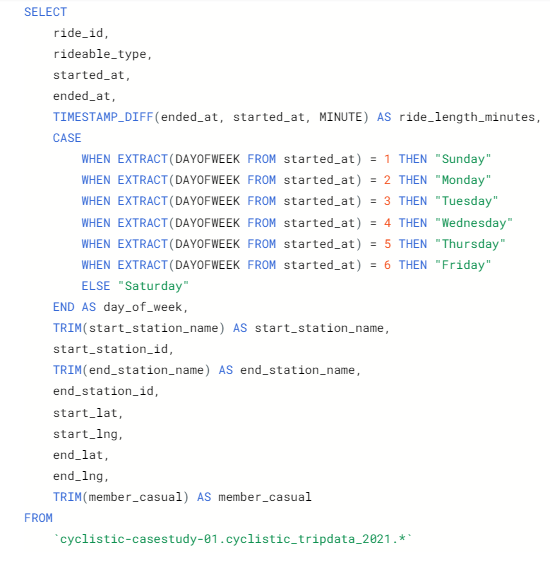 SELECT
ride_id,
rideable_type,
started_at,
ended_at,
TIMESTAMP_DIFF(ended_at, started_at, MINUTE) AS ride_length_minutes,
CASE
WHEN EXTRACT(DAYOFWEEK FROM started_at) = 1 THEN "Sunday"
WHEN EXTRACT(DAYOFWEEK FROM started_at) = 2 THEN "Monday"
WHEN EXTRACT(DAYOFWEEK FROM started_at) = 3 THEN "Tuesday"
WHEN EXTRACT(DAYOFWEEK FROM started_at) = 4 THEN "Wednesday"
WHEN EXTRACT(DAYOFWEEK FROM started_at) = 5 THEN "Thursday"
WHEN EXTRACT(DAYOFWEEK FROM started_at) = 6 THEN "Friday"
ELSE "Saturday"
END AS day_of_week,
TRIM(start_station_name) AS start_station_name,
start_station_id,
TRIM(end_station_name) AS end_station_name,
end_station_id,
start_lat,
start_lng,
end_lat,
end_lng,
TRIM(member_casual) AS member_casual
FROM
`cyclistic-casestudy-01.cyclistic_tripdata_2021.*`